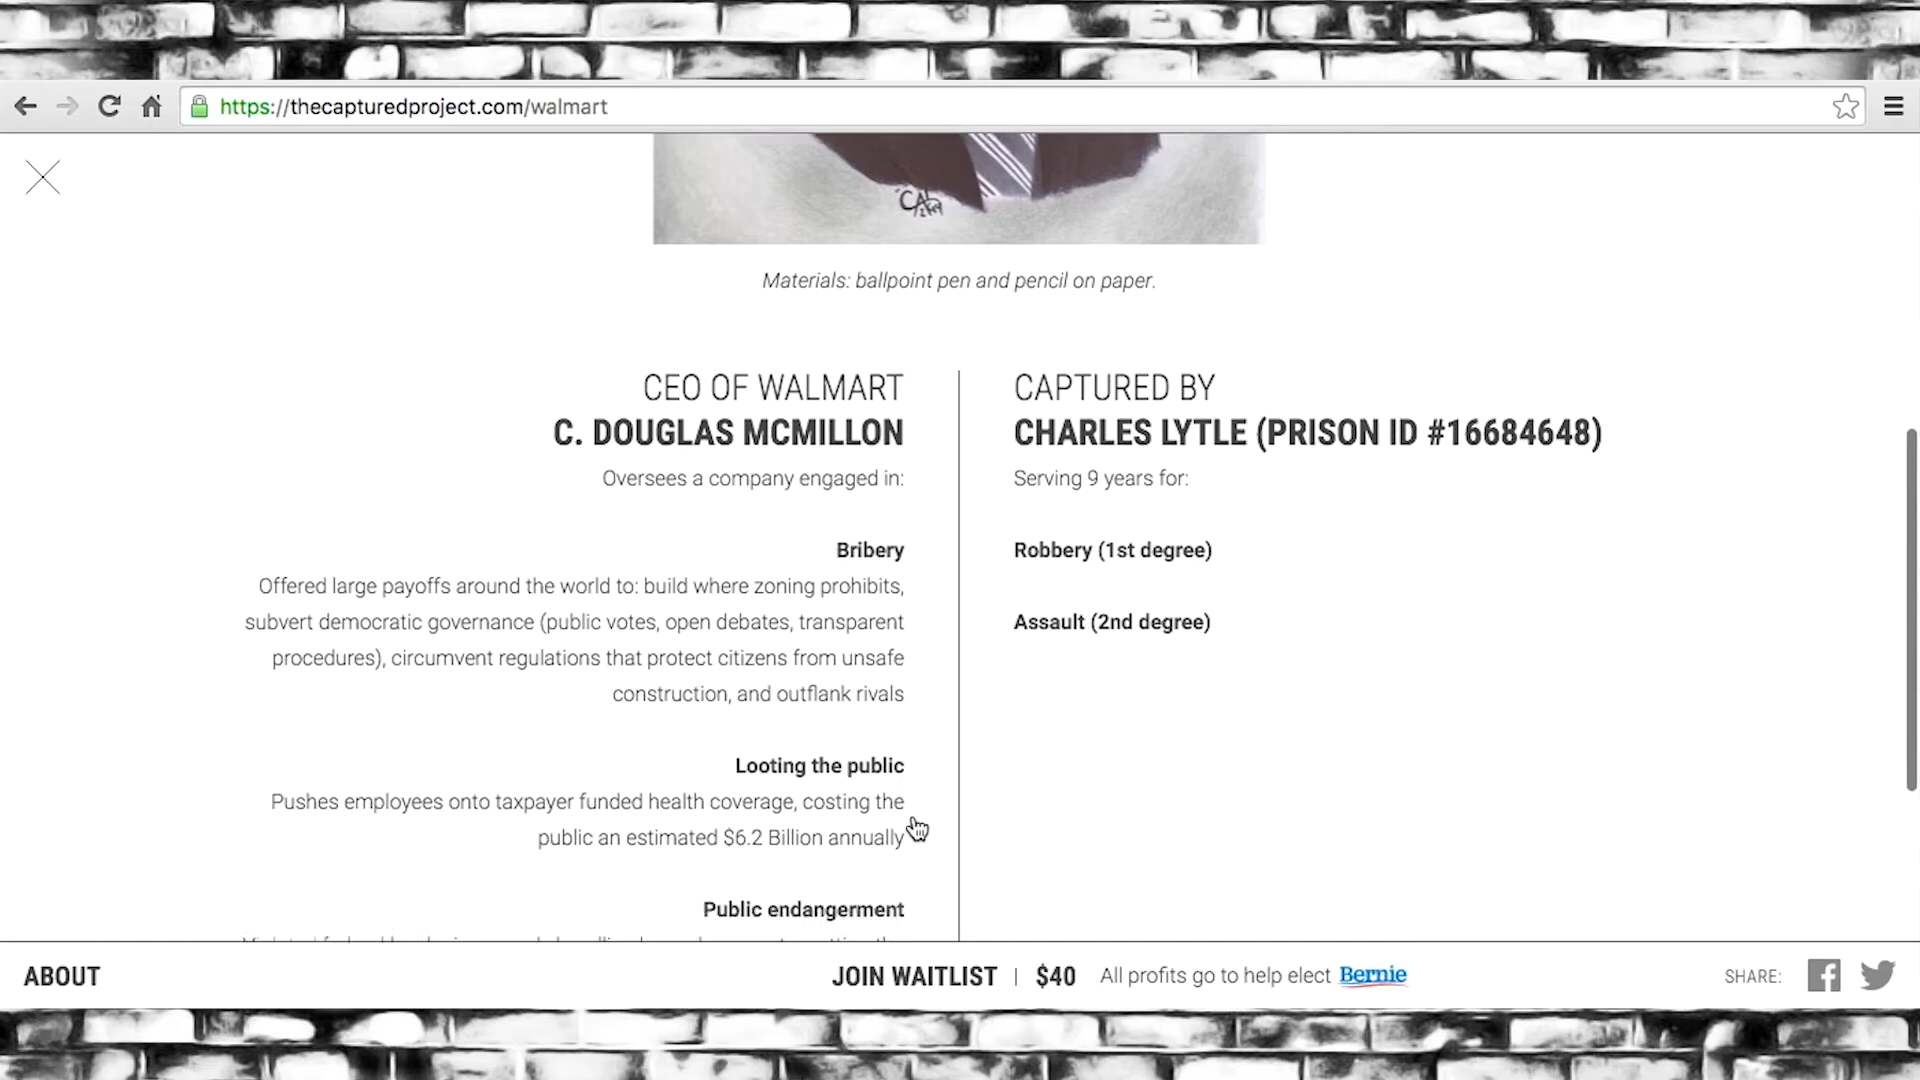 https://thecapturedproject.com/walmart
Materials: ballpoint pen and pencil on paper.
CEO OF WALMART
C. DOUGLAS MCMILLON
Oversees a company engaged in:
Bribery
Offered large payoffs around the world to: build where zoning prohibits,
subvert democratic governance (public votes, open debates, transparent
procedures), circumvent regulations that protect citizens from unsafe
construction, and outflank rivals
Looting the public
Pushes employees onto taxpayer funded health coverage, costing the
public an estimated $6.2 Billion annually
Public endangerment
CAPTURED BY
CHARLES LYTLE (PRISON ID #16684648)
Serving 9 years for:
Robbery (1st degree)
Assault (2nd degree)
ABOUT
JOIN WAITLIST | $40 All profits go to help elect Bernie
SHARE: